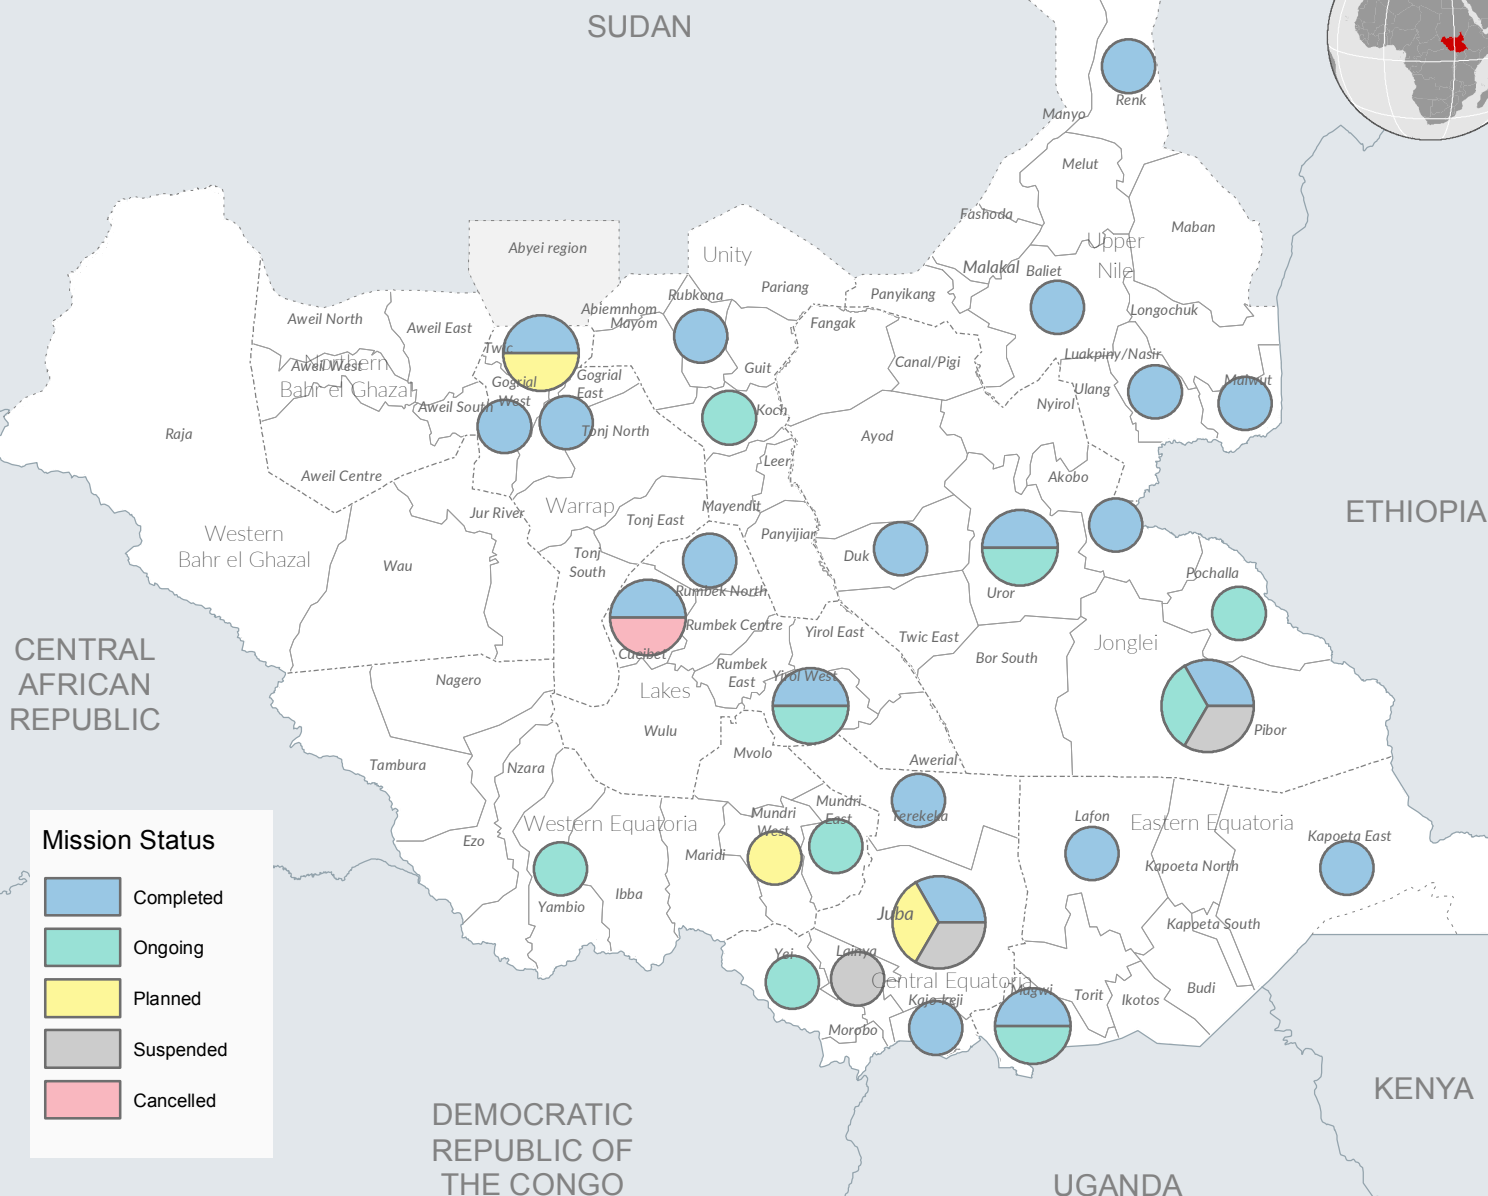 SUDAN
Renk
Manyo
Melut
Fashoda
Maban
Upper
Nile
Abyei region
Unity
Malakal
Baliet
Pariang
Rubkona
Panyikang
Abiemnhom
Mayom
Longochuk
Aweil North
Aweil East
Fangak
Twic
Luakpiny/Nasir
Canal/Pigi
Northern
Aweil West
Bahr el Ghazal
Guit
Gogrial
East
Gogrial
West
Maiwut
Ulang
Nyirol
Aweil South
Koch
Raja
Tonj North
Ayod
Leer
Aweil Centre
Akobo
Warrap
Mayendit
Jur River
Tonj East
ETHIOPIA
Western
Bahr el Ghazal
Panyijiar
Tonj
South
Duk
Wau
Pochalla
Rumbek North
Uror
Rumbek Centre
Yirol East
Twic East
Jonglei
CENTRAL
AFRICAN
REPUBLIC
Cueibet
Bor South
Rumbek
East
Yirol West
Nagero
Lakes
Wulu
Pibor
Mvolo
Tambura
Nzara
Awerial
Mundri
East
Mundri
West
Terekeka
Lafon
Western Equatoria
Eastern Equatoria
Kapoeta East
Ezo
Maridi
Kapoeta North
Ibba
Yambio
Juba
Kapoeta South
Yei
Lainya
Central Equatoria
Magwi
Kajo-keji
Torit
Ikotos
Budi
Morobo
Mission Status
Completed
Ongoing
Planned
Suspended
Cancelled
KENYA
DEMOCRATIC
REPUBLIC OF
THE CONGO
UGANDA